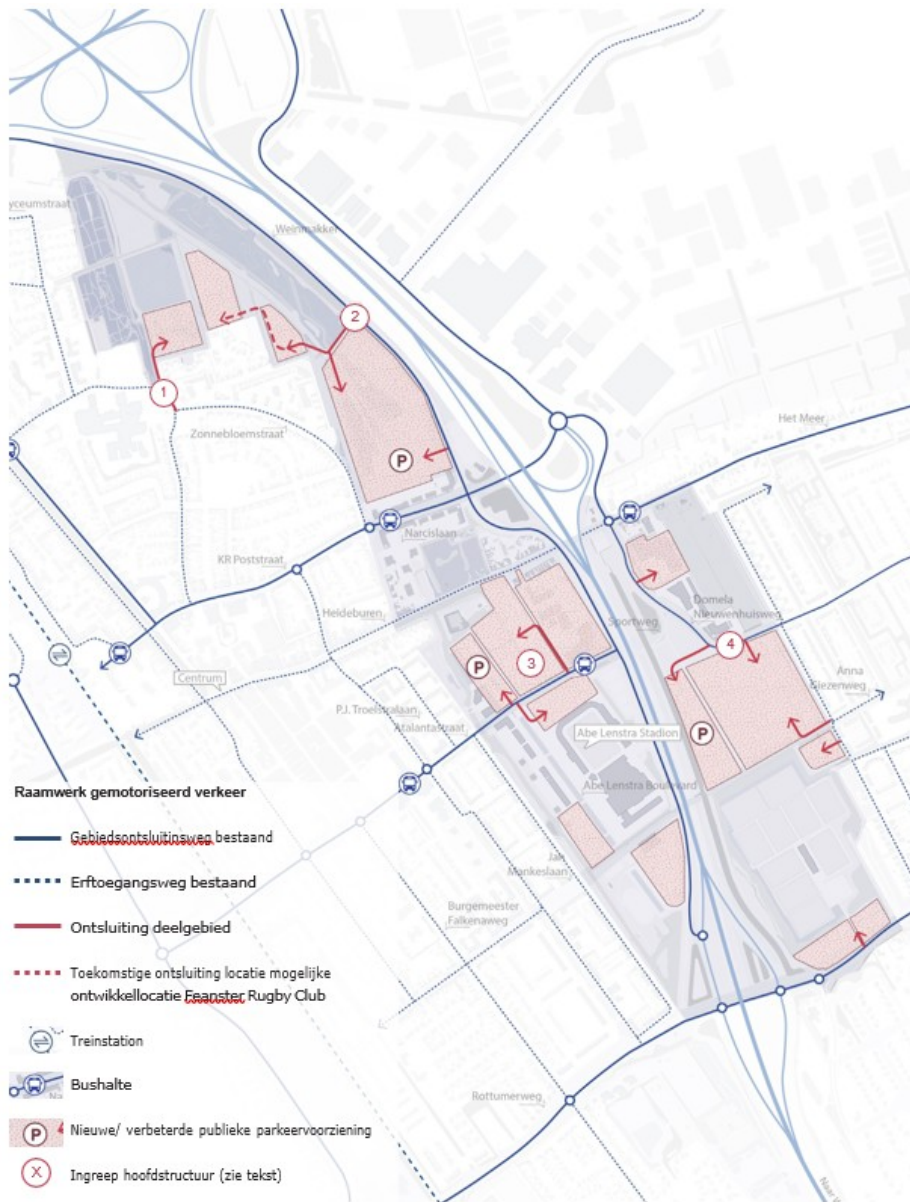 yceumstraat
Weinmakker
2
1
Zonnebloemstraat
P
Het Meer
KR Poststraat
Narcislaan
Heideburen
Domela
Nieuwenhuisweg
Sportweg
4
3
P
Centrum
Anna
P.J. Troelstralaan
Atalantastraat
Abe Lenstra Stadion
P
Abe Lenstra Boulevard
Raamwerk gemotoriseerd verkeer
Gebiedsontsluitinsweg bestaand
Erftoegangsweg bestaand
Ontsluiting deelgebied
Toekomstige ontsluiting locatie mogelijke
ontwikkellocatie Feanster Rugby Club
Treinstation
Bushalte
P Nieuwe/ verbeterde publieke parkeervoorziening
X Ingreep hoofdstructuur (zie tekst)
Jan
Mankeslaan
Burgemeester
Falkenaweg
Rottumerweg